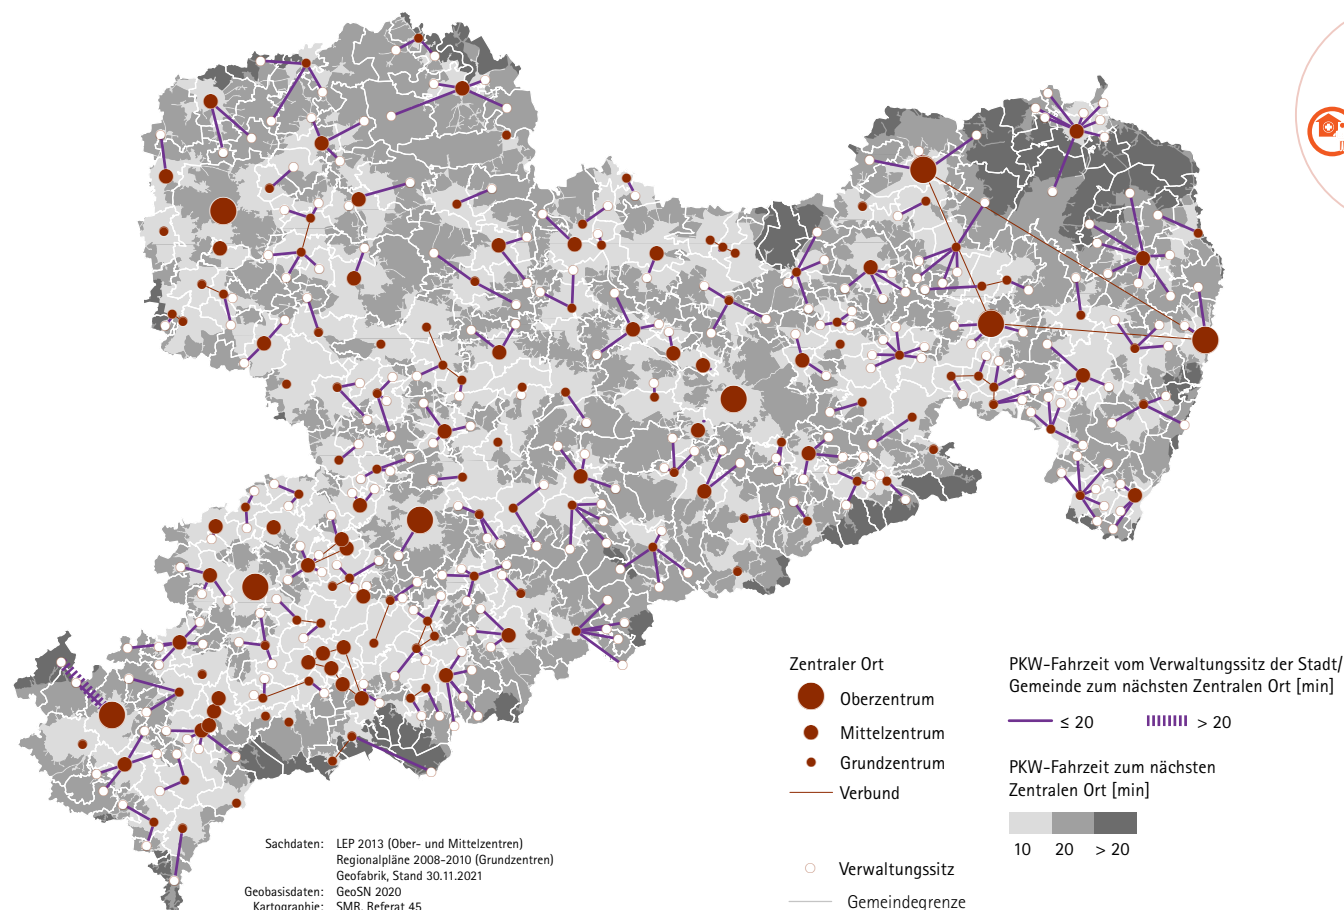 Zentraler Ort
Oberzentrum
Mittelzentrum
Grundzentrum
Verbund
Verwaltungssitz
Gemeindegrenze
PKW-Fahrzeit vom Verwaltungssitz der Stadt/
Gemeinde zum nächsten Zentralen Ort [min]
≤ 20 > 20
PKW-Fahrzeit zum nächsten
Zentralen Ort [min]
10 20 > 20
Sachdaten: LEP 2013 (Ober- und Mittelzentren)
Regionalpläne 2008-2010 (Grundzentren)
Geofabrik, Stand 30.11.2021
Geobasisdaten: GeoSN 2020
Kartographie: SMR, Referat 45